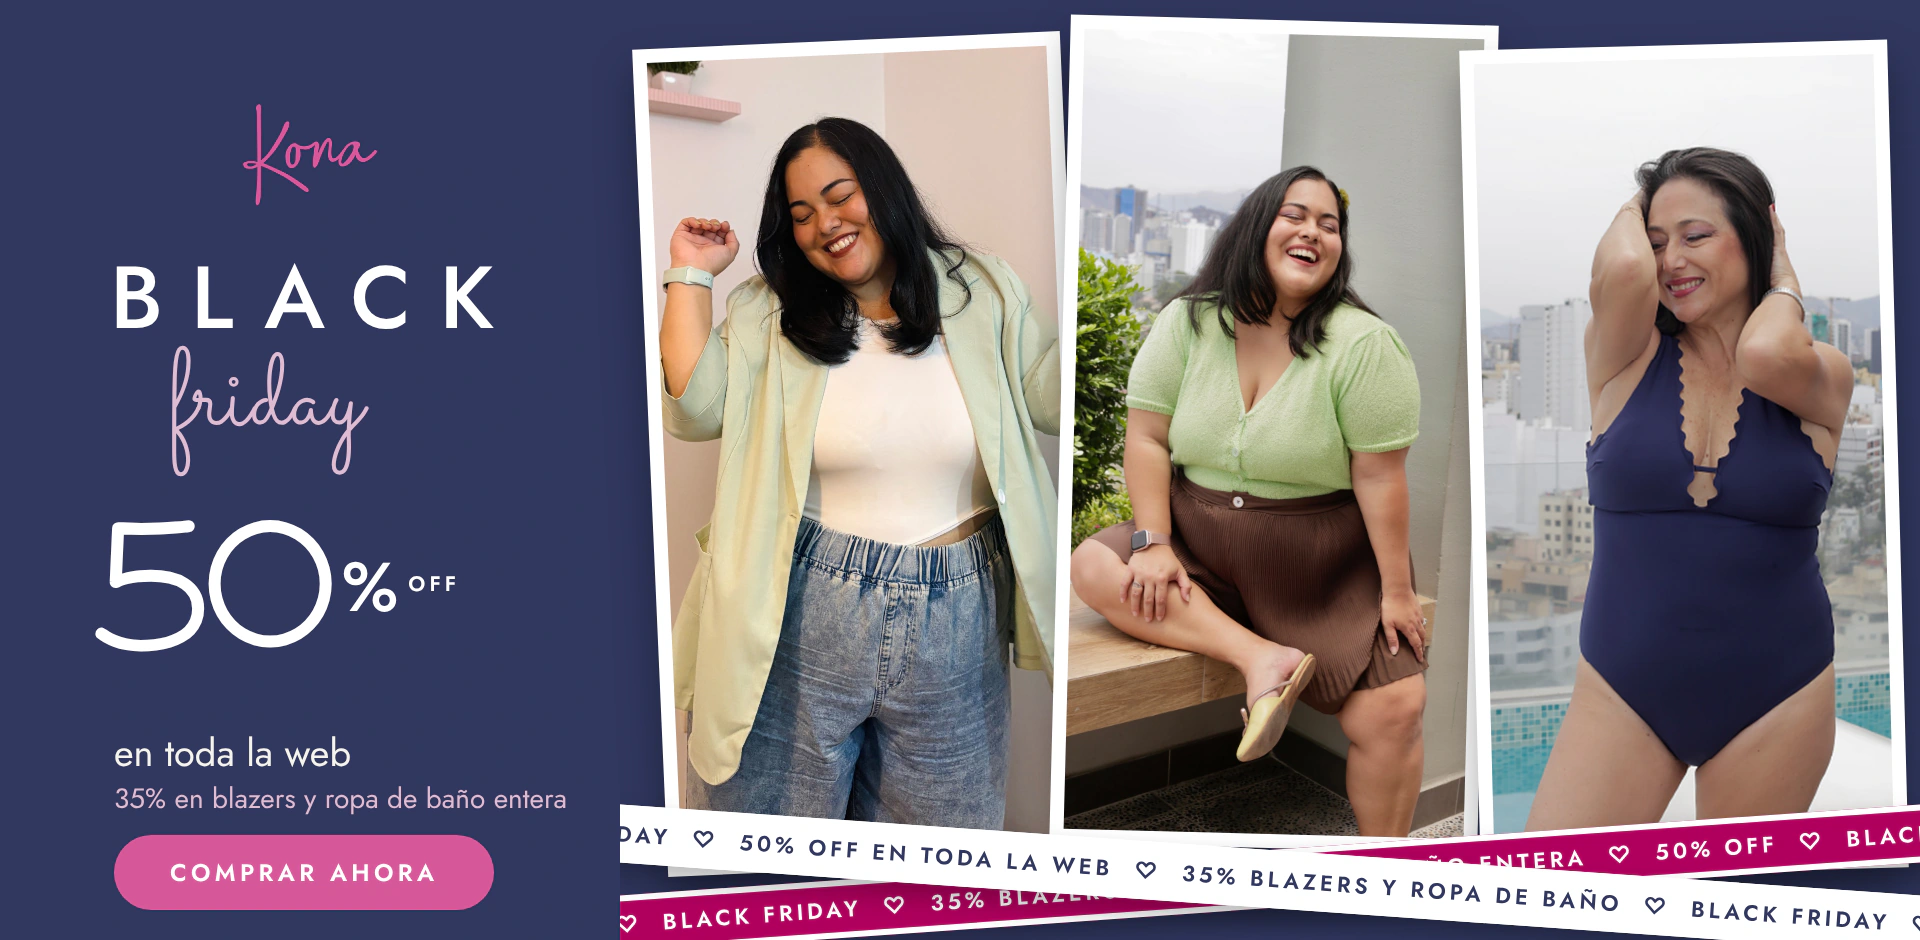 Kona
BLACK
friday
50% OFF
en toda la web
35% en blazers y ropa de baño entera
COMPRAR AHORA
DAY ♡ 50% OFF EN TODA LA WEB ♡ 35% BLAZERS Y ROPA DE BAÑO ♡ BLACK FRIDAY ♡
♡ BLACK FRIDAY ♡ 35% BLAZERS
ENTERA ♡ 50% OFF ♡ BLACK